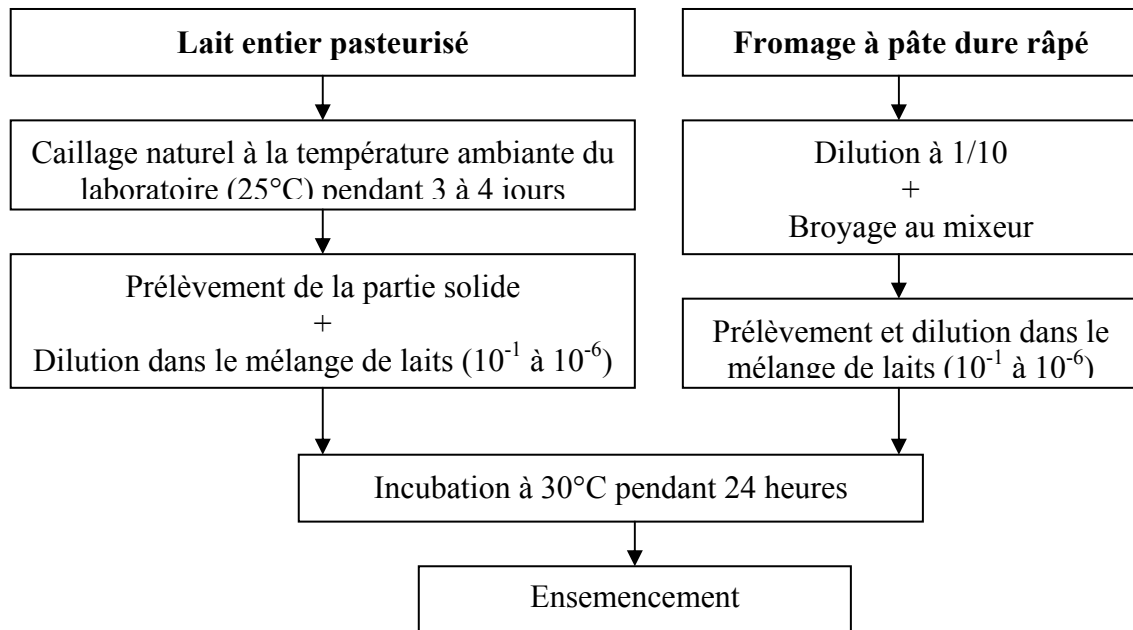 Lait entier pasteurisé
Fromage à pâte dure râpé
Caillage naturel à la température ambiante du
laboratoire (25°C) pendant 3 à 4 jours
Dilution à 1/10
+
Broyage au mixeur
Prélèvement de la partie solide
+
Dilution dans le mélange de laits (10⁻¹ à 10⁻⁶)
Prélèvement et dilution dans le
mélange de laits (10⁻¹ à 10⁻⁶)
Incubation à 30°C pendant 24 heures
Ensemencement